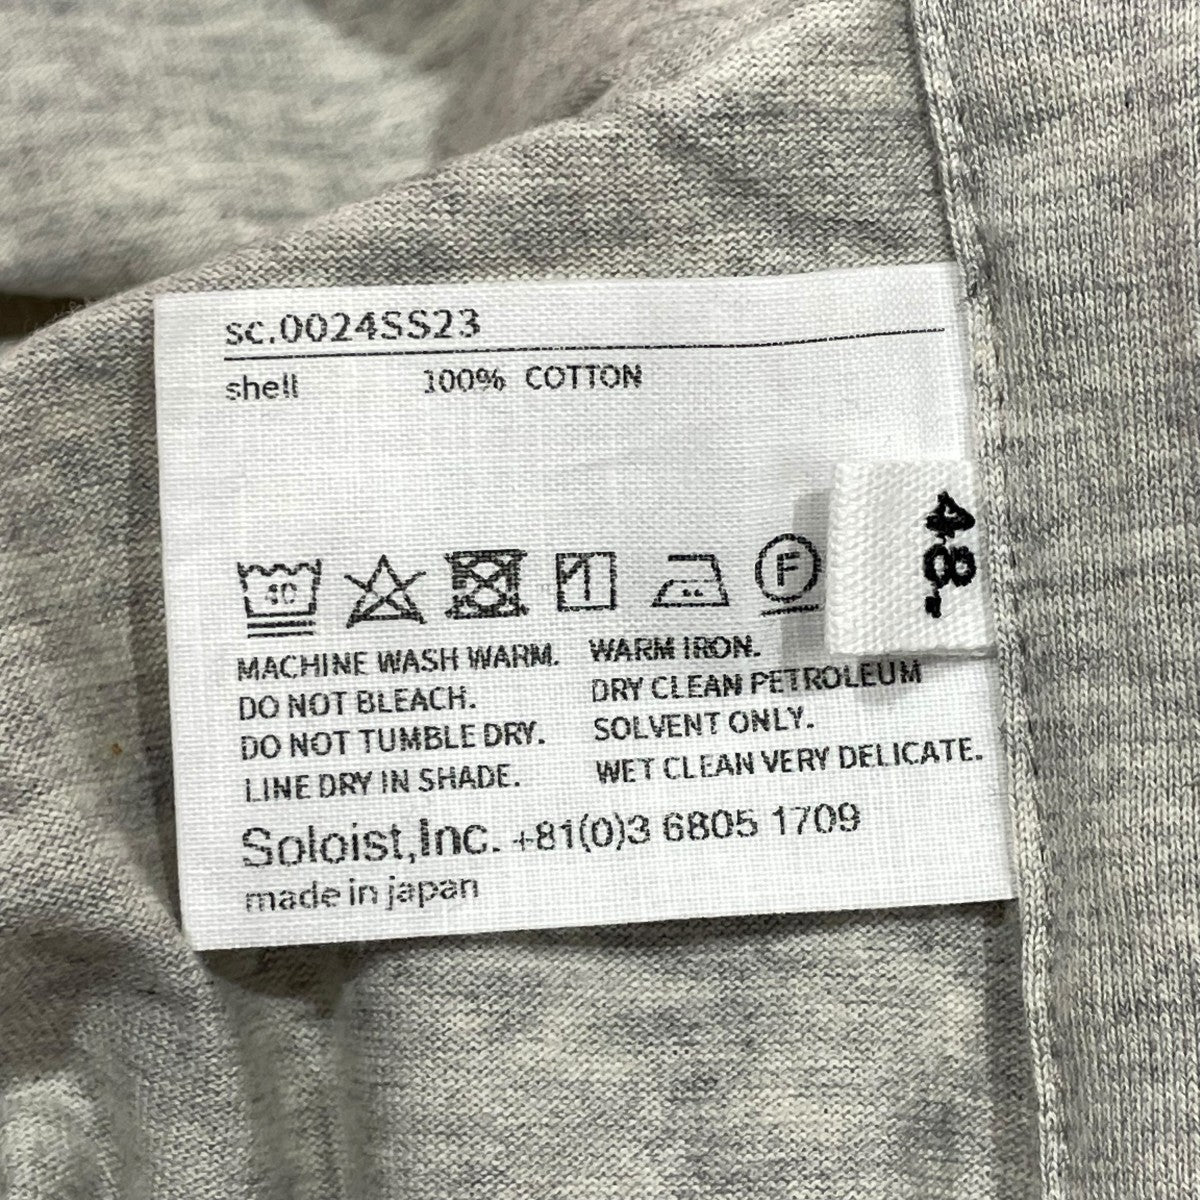 sc.0024SS23
shell 100% COTTON
40 F
48-
MACHINE WASH WARM.
DO NOT BLEACH.
DO NOT TUMBLE DRY.
LINE DRY IN SHADE.
WARM IRON.
DRY CLEAN PETROLEUM
SOLVENT ONLY.
WET CLEAN VERY DELICATE.
Soloist,Inc. +81(0)3 6805 1709
made in japan